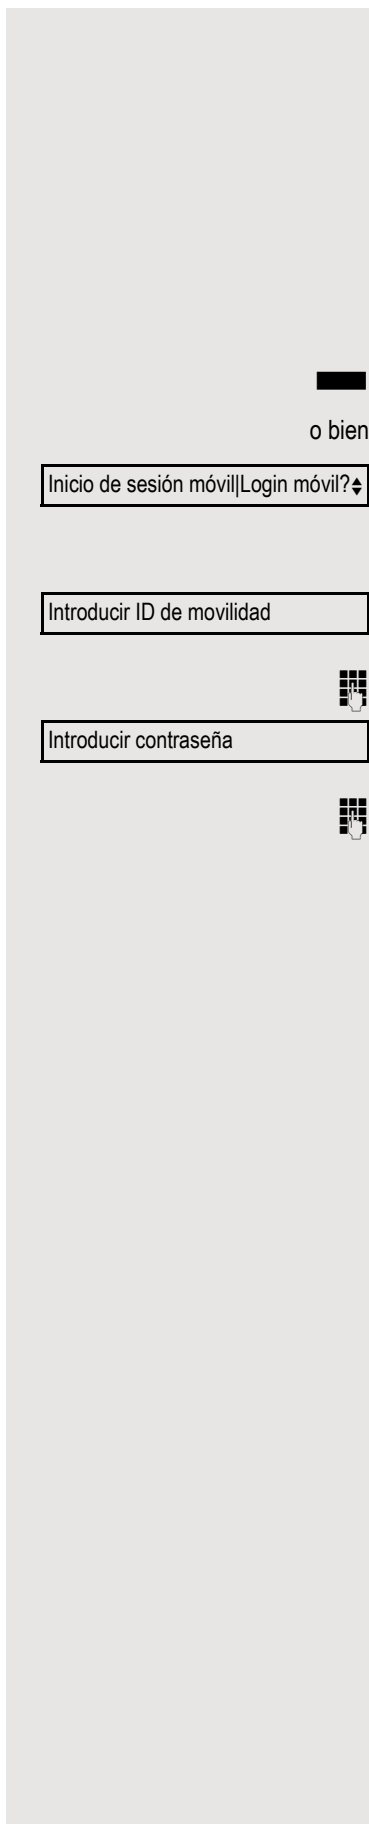 o bien
Inicio de sesión móvil|Login móvil?
Introducir ID de movilidad
Introducir contraseña